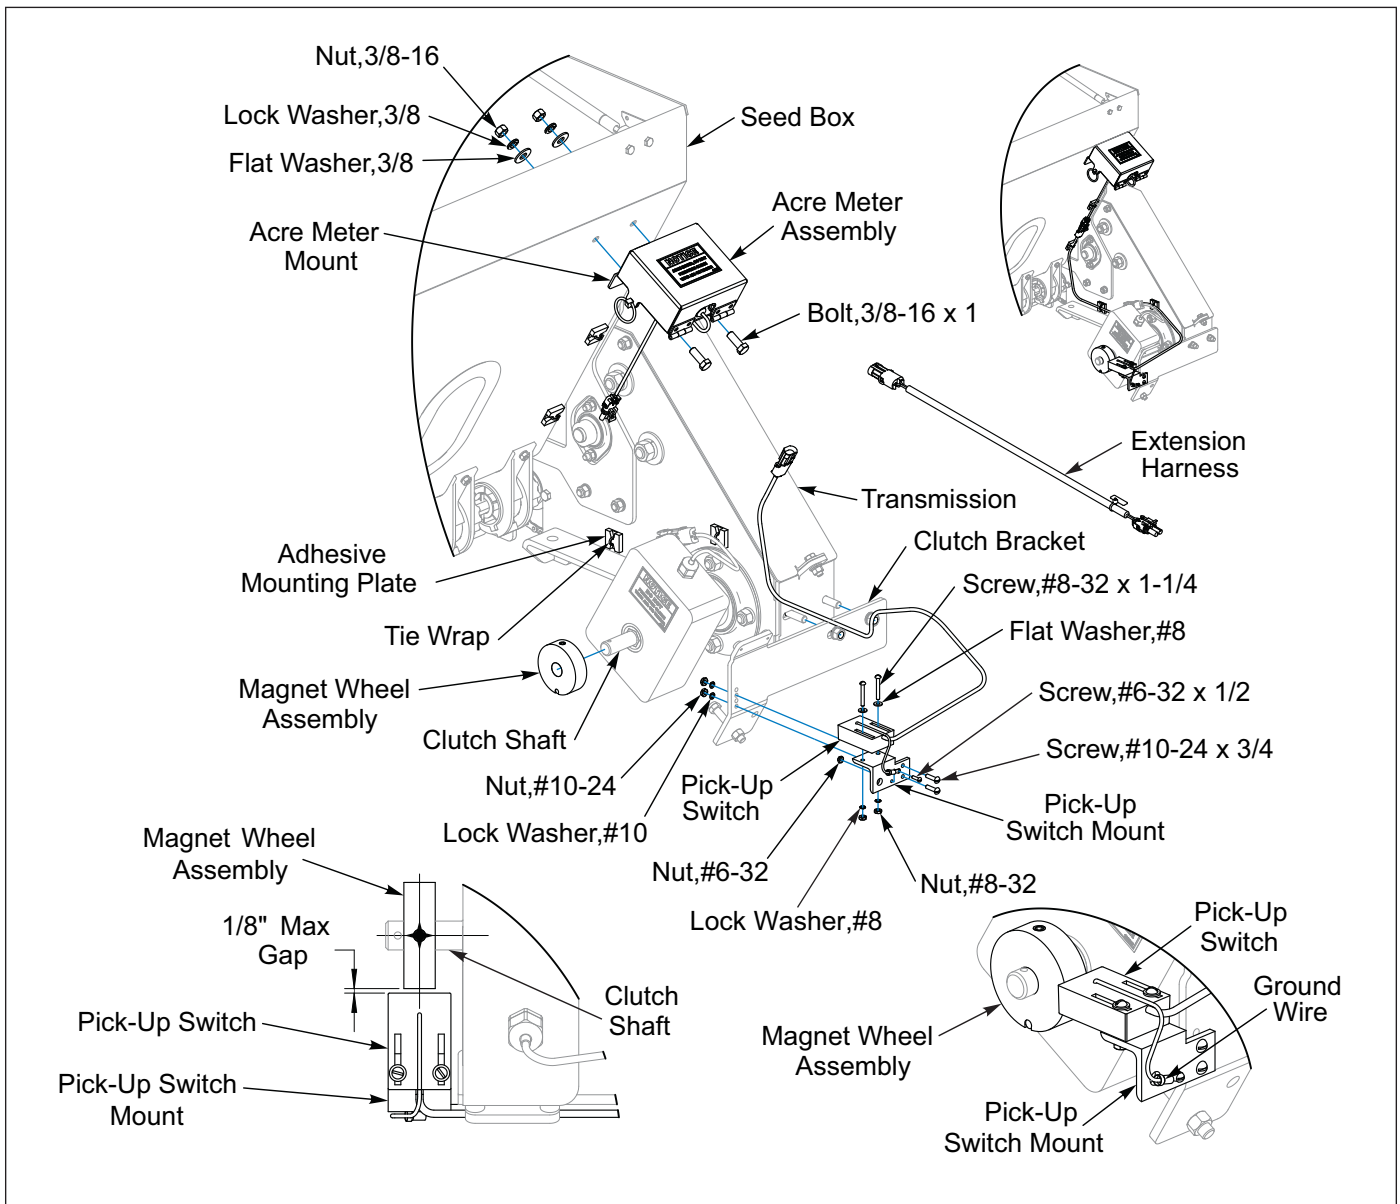 Nut,3/8-16
Lock Washer,3/8
Flat Washer,3/8
Seed Box
Acre Meter
Mount
Acre Meter
Assembly
Bolt,3/8-16 x 1
Extension
Harness
Transmission
Clutch Bracket
Adhesive
Mounting Plate
Tie Wrap
Magnet Wheel
Assembly
Clutch Shaft
Nut,#10-24
Lock Washer,#10
Screw,#8-32 x 1-1/4
Flat Washer,#8
Screw,#6-32 x 1/2
Screw,#10-24 x 3/4
Pick-Up
Switch
Pick-Up
Switch Mount
Nut,#6-32
Nut,#8-32
Lock Washer,#8
Magnet Wheel
Assembly
1/8" Max
Gap
Clutch
Shaft
Pick-Up Switch
Pick-Up Switch
Mount
Pick-Up
Switch
Ground
Wire
Magnet Wheel
Assembly
Pick-Up
Switch Mount